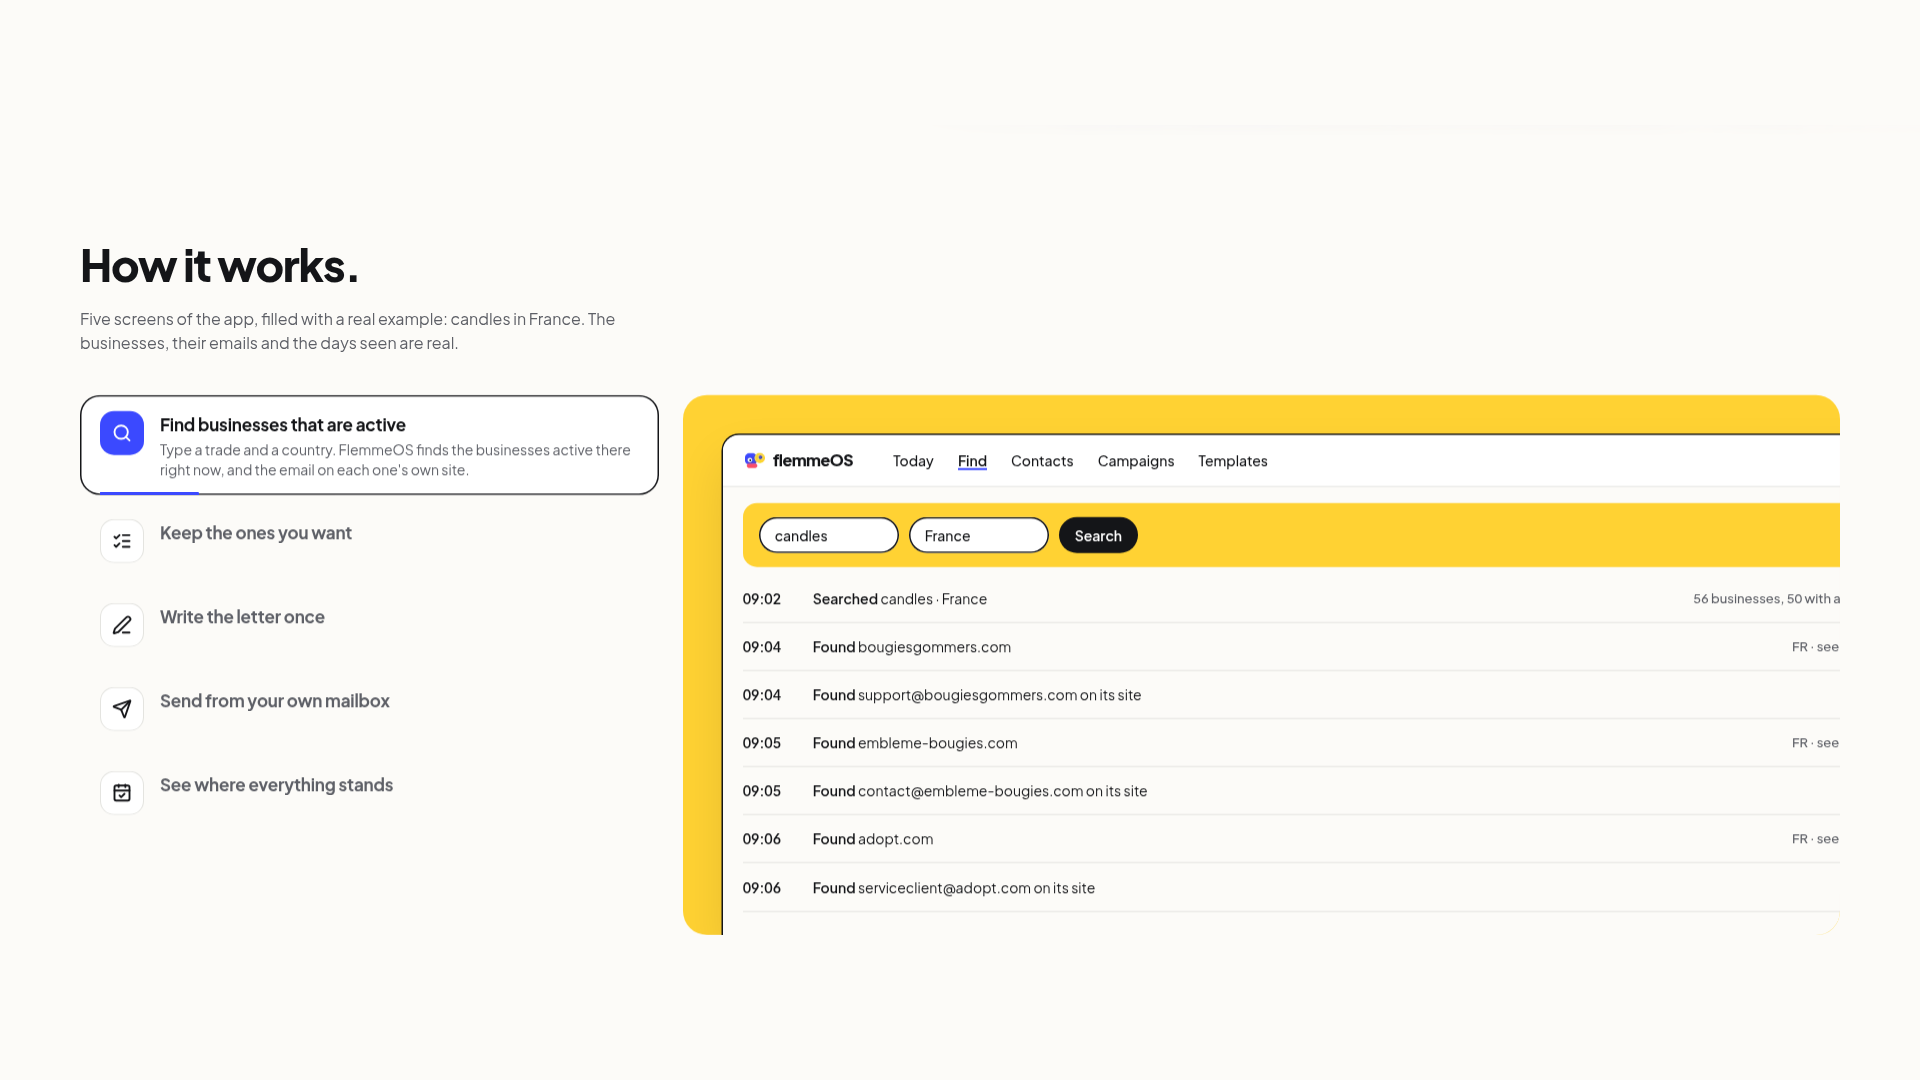 How it works.
Five screens of the app, filled with a real example: candles in France. The
businesses, their emails and the days seen are real.
Find businesses that are active
Type a trade and a country. FlemmeOS finds the businesses active there
right now, and the email on each one's own site.
Keep the ones you want
Write the letter once
Send from your own mailbox
See where everything stands
flemmeOS Today Find Contacts Campaigns Templates
candles France Search
09:02 Searched candles · France 56 businesses, 50 with a
09:04 Found bougiesgommers.com FR · see
09:04 Found support@bougiesgommers.com on its site
09:05 Found embleme-bougies.com FR · see
09:05 Found contact@embleme-bougies.com on its site
09:06 Found adopt.com FR · see
09:06 Found serviceclient@adopt.com on its site